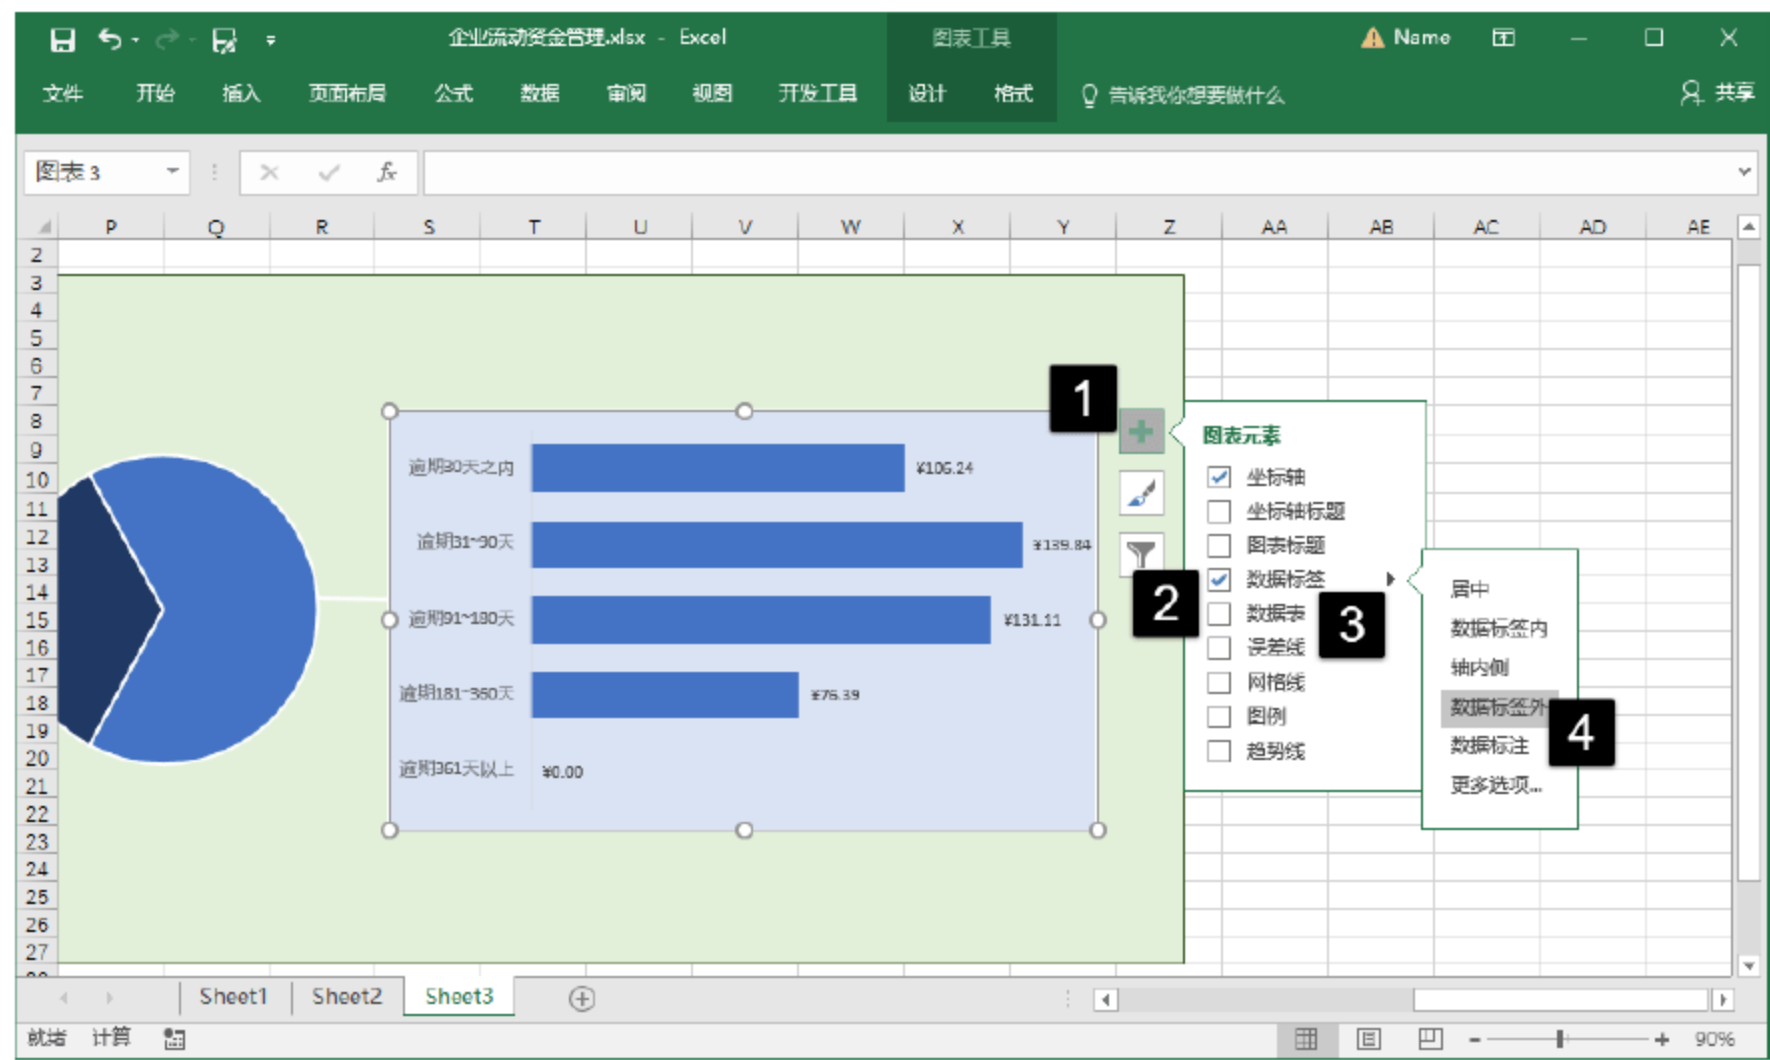 企业流动资金管理.xlsx - Excel
图表工具
Name
文件 开始 插入 页面布局 公式 数据 审阅 视图 开发工具 设计 格式 告诉我你想要做什么 共享
图表 3 fx
P Q R S T U V W X Y Z AA AB AC AD AE
2
3
4
5
6
7
8
9
10
11
12
13
14
15
16
17
18
19
20
21
22
23
24
25
26
27
逾期30天之内 ¥106.24
逾期31~90天 ¥139.84
逾期91~180天 ¥131.11
逾期181~360天 ¥76.39
逾期361天以上 ¥0.00
1
2
3
4
图表元素
坐标轴
坐标轴标题
图表标题
数据标签
数据表
误差线
网格线
图例
趋势线
居中
数据标签内
轴内侧
数据标签外
数据标注
更多选项...
Sheet1 Sheet2 Sheet3
就绪 计算 90%